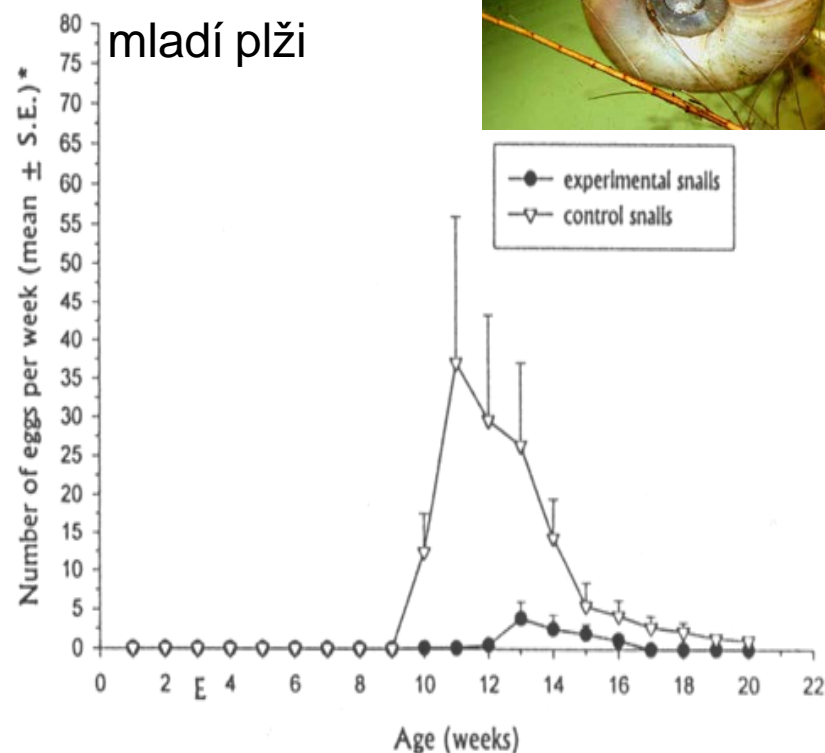 mladí plži
Number of eggs per week (mean ± S.E.)*
80
75
70
65
60
55
50
45
40
35
30
25
20
15
10
5
0
experimental snails
control snails
0 2 E 4 6 8 10 12 14 16 18 20 22
Age (weeks)